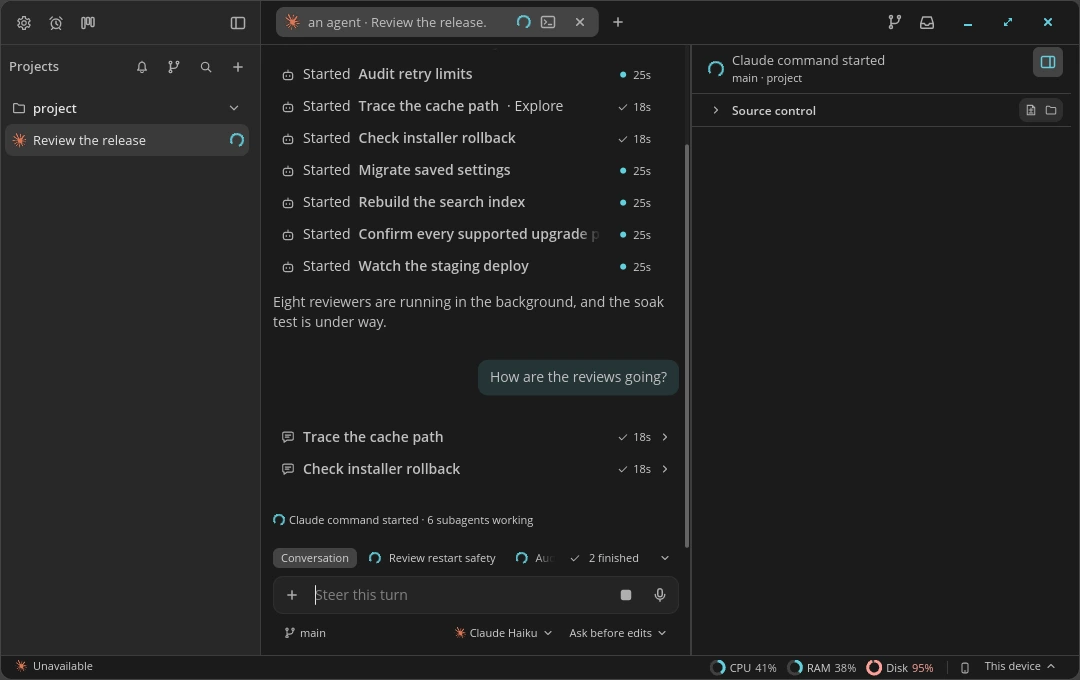 an agent · Review the release.
Projects
project
Review the release
Started Audit retry limits 25s
Started Trace the cache path · Explore 18s
Started Check installer rollback 18s
Started Migrate saved settings 25s
Started Rebuild the search index 25s
Started Confirm every supported upgrade p 25s
Started Watch the staging deploy 25s
Eight reviewers are running in the background, and the soak
test is under way.
How are the reviews going?
Trace the cache path 18s
Check installer rollback 18s
Claude command started · 6 subagents working
Conversation Review restart safety Au 2 finished
Steer this turn
main Claude Haiku Ask before edits
Claude command started
main · project
Source control
Unavailable CPU 41% RAM 38% Disk 95% This device